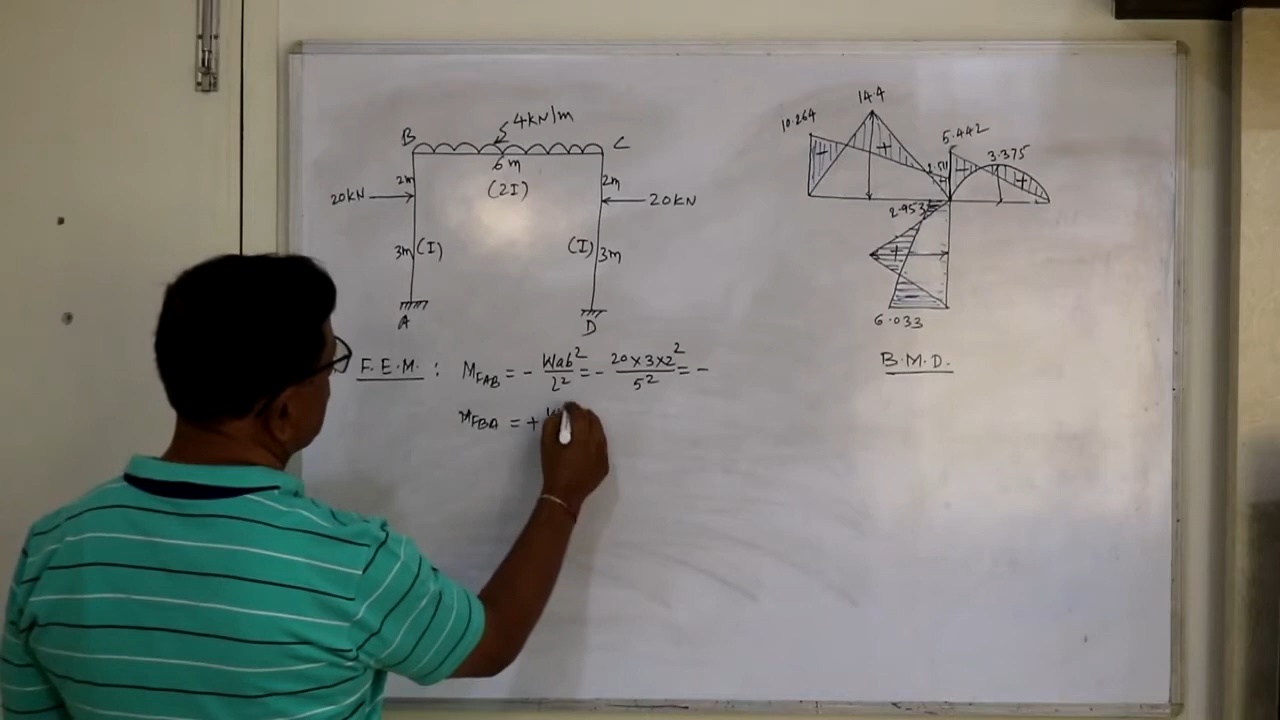 4kN/m
B C
6m
2m 2m
(2I)
20kN 20kN
3m (I) (I) 3m
A D
F.E.M. : M_FAB = - Wab²/L² = - 20×3×2²/5² = -
M_FBA = +
10.264
14.4
5.442
3.375
+ + + +
2.953
+
6.033
B.M.D.